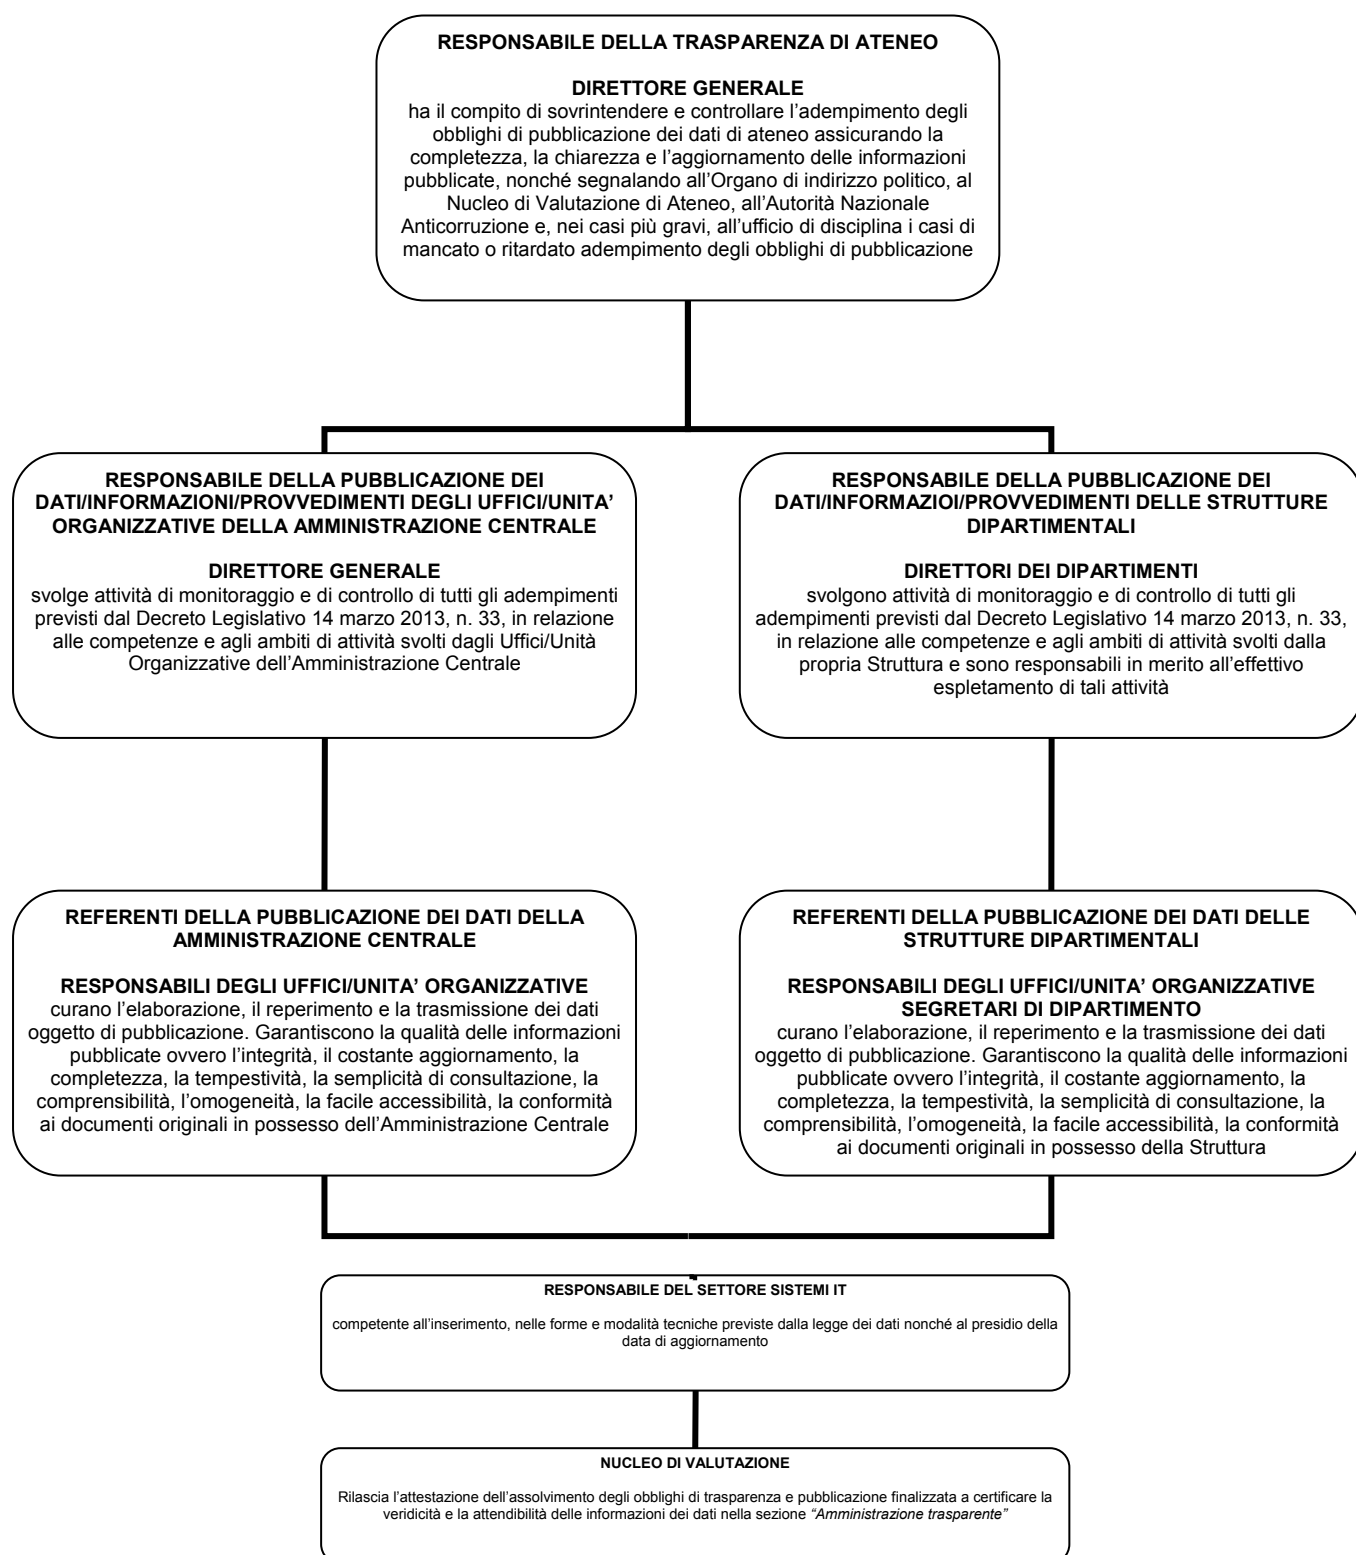 RESPONSABILE DELLA TRASPARENZA DI ATENEO
DIRETTORE GENERALE
ha il compito di sovrintendere e controllare l’adempimento degli
obblighi di pubblicazione dei dati di ateneo assicurando la
completezza, la chiarezza e l’aggiornamento delle informazioni
pubblicate, nonché segnalando all’Organo di indirizzo politico, al
Nucleo di Valutazione di Ateneo, all’Autorità Nazionale
Anticorruzione e, nei casi più gravi, all’ufficio di disciplina i casi di
mancato o ritardato adempimento degli obblighi di pubblicazione
RESPONSABILE DELLA PUBBLICAZIONE DEI
DATI/INFORMAZIONI/PROVVEDIMENTI DEGLI UFFICI/UNITA’
ORGANIZZATIVE DELLA AMMINISTRAZIONE CENTRALE
DIRETTORE GENERALE
svolge attività di monitoraggio e di controllo di tutti gli adempimenti
previsti dal Decreto Legislativo 14 marzo 2013, n. 33, in relazione
alle competenze e agli ambiti di attività svolti dagli Uffici/Unità
Organizzative dell’Amministrazione Centrale
RESPONSABILE DELLA PUBBLICAZIONE DEI
DATI/INFORMAZIOI/PROVVEDIMENTI DELLE STRUTTURE
DIPARTIMENTALI
DIRETTORI DEI DIPARTIMENTI
svolgono attività di monitoraggio e di controllo di tutti gli
adempimenti previsti dal Decreto Legislativo 14 marzo 2013, n. 33,
in relazione alle competenze e agli ambiti di attività svolti dalla
propria Struttura e sono responsabili in merito all’effettivo
espletamento di tali attività
REFERENTI DELLA PUBBLICAZIONE DEI DATI DELLA
AMMINISTRAZIONE CENTRALE
RESPONSABILI DEGLI UFFICI/UNITA’ ORGANIZZATIVE
curano l’elaborazione, il reperimento e la trasmissione dei dati
oggetto di pubblicazione. Garantiscono la qualità delle informazioni
pubblicate ovvero l’integrità, il costante aggiornamento, la
completezza, la tempestività, la semplicità di consultazione, la
comprensibilità, l’omogeneità, la facile accessibilità, la conformità
ai documenti originali in possesso dell’Amministrazione Centrale
REFERENTI DELLA PUBBLICAZIONE DEI DATI DELLE
STRUTTURE DIPARTIMENTALI
RESPONSABILI DEGLI UFFICI/UNITA’ ORGANIZZATIVE
SEGRETARI DI DIPARTIMENTO
curano l’elaborazione, il reperimento e la trasmissione dei dati
oggetto di pubblicazione. Garantiscono la qualità delle informazioni
pubblicate ovvero l’integrità, il costante aggiornamento, la
completezza, la tempestività, la semplicità di consultazione, la
comprensibilità, l’omogeneità, la facile accessibilità, la conformità
ai documenti originali in possesso della Struttura
RESPONSABILE DEL SETTORE SISTEMI IT
competente all’inserimento, nelle forme e modalità tecniche previste dalla legge dei dati nonché al presidio della
data di aggiornamento
NUCLEO DI VALUTAZIONE
Rilascia l’attestazione dell’assolvimento degli obblighi di trasparenza e pubblicazione finalizzata a certificare la
veridicità e la attendibilità delle informazioni dei dati nella sezione “Amministrazione trasparente”